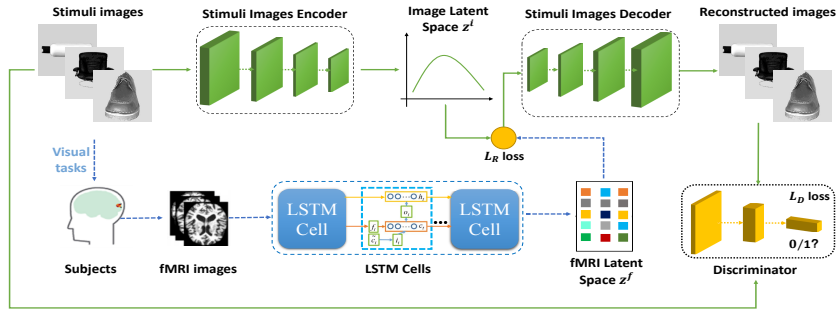 Stimuli images
Stimuli Images Encoder
Image Latent
Space zⁱ
Stimuli Images Decoder
Reconstructed images
Visual
tasks
L_R loss
LSTM
Cell
LSTM
Cell
L_D loss
0/1?
Subjects
fMRI images
LSTM Cells
fMRI Latent
Space z^f
Discriminator